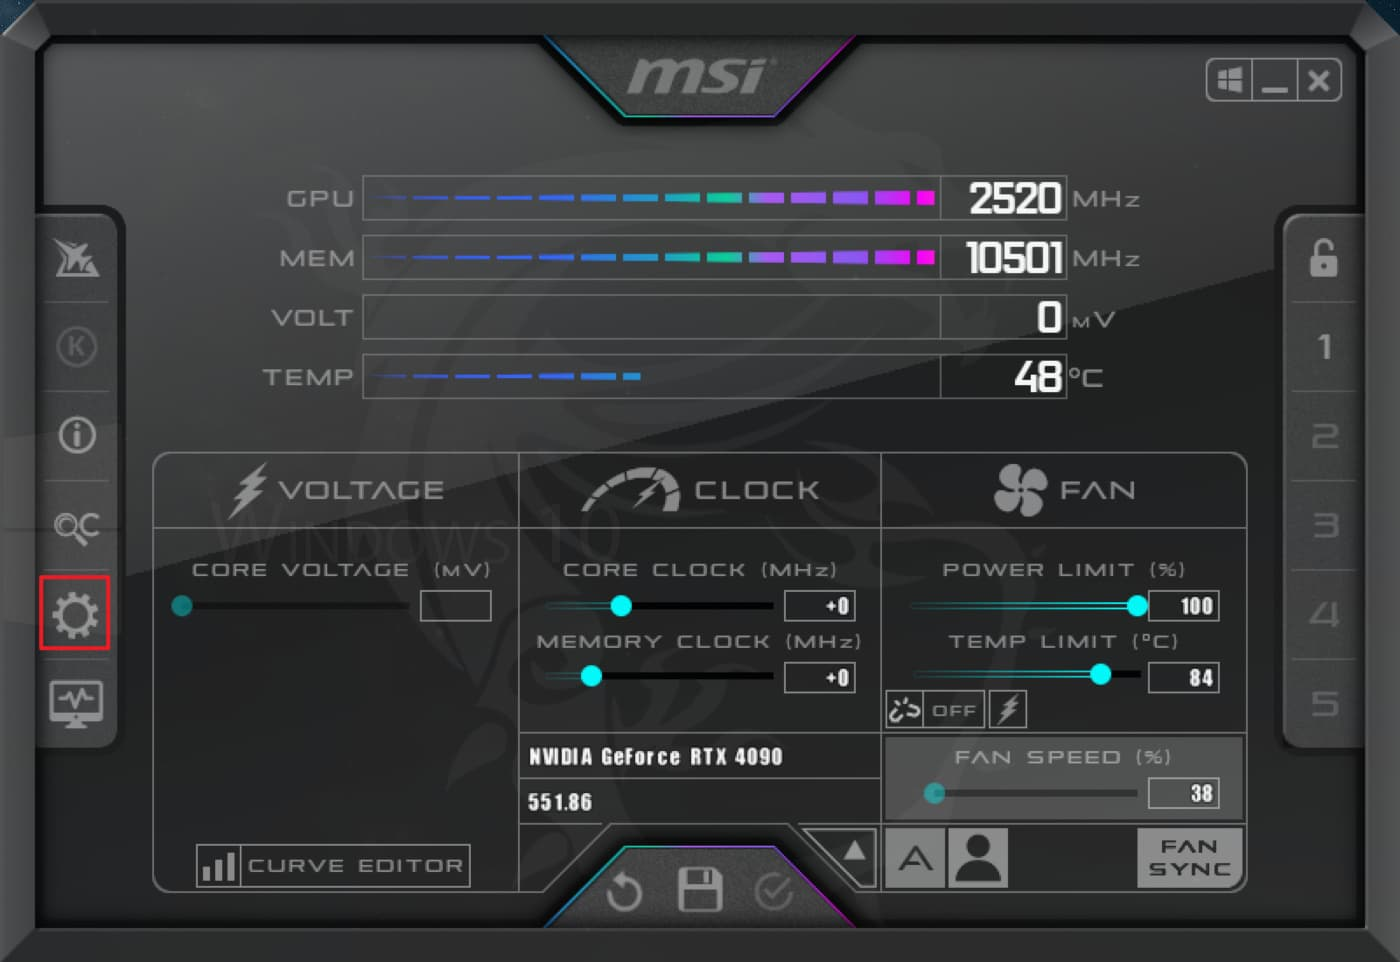 msi
GPU 2520 MHz
MEM 10501 MHz
VOLT 0 MV
TEMP 48 °C
K
i
C
1
2
3
4
5
VOLTAGE
CLOCK
FAN
WINDOWS 10
CORE VOLTAGE (MV)
CORE CLOCK (MHz)
+0
MEMORY CLOCK (MHz)
+0
POWER LIMIT (%)
100
TEMP LIMIT (°C)
84
OFF
NVIDIA GeForce RTX 4090
551.86
FAN SPEED (%)
38
CURVE EDITOR
A
FAN
SYNC